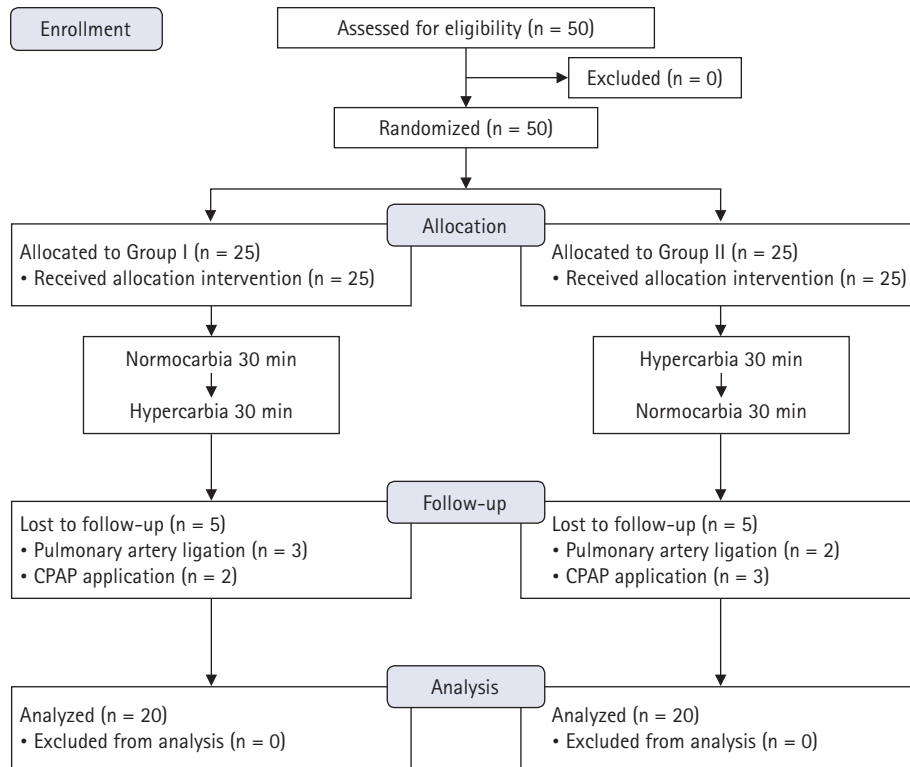 Enrollment
Assessed for eligibility (n = 50)
Excluded (n = 0)
Randomized (n = 50)
Allocation
Allocated to Group I (n = 25)
• Received allocation intervention (n = 25)
Allocated to Group II (n = 25)
• Received allocation intervention (n = 25)
Normocarbia 30 min
Hypercarbia 30 min
Hypercarbia 30 min
Normocarbia 30 min
Follow-up
Lost to follow-up (n = 5)
• Pulmonary artery ligation (n = 3)
• CPAP application (n = 2)
Lost to follow-up (n = 5)
• Pulmonary artery ligation (n = 2)
• CPAP application (n = 3)
Analysis
Analyzed (n = 20)
• Excluded from analysis (n = 0)
Analyzed (n = 20)
• Excluded from analysis (n = 0)